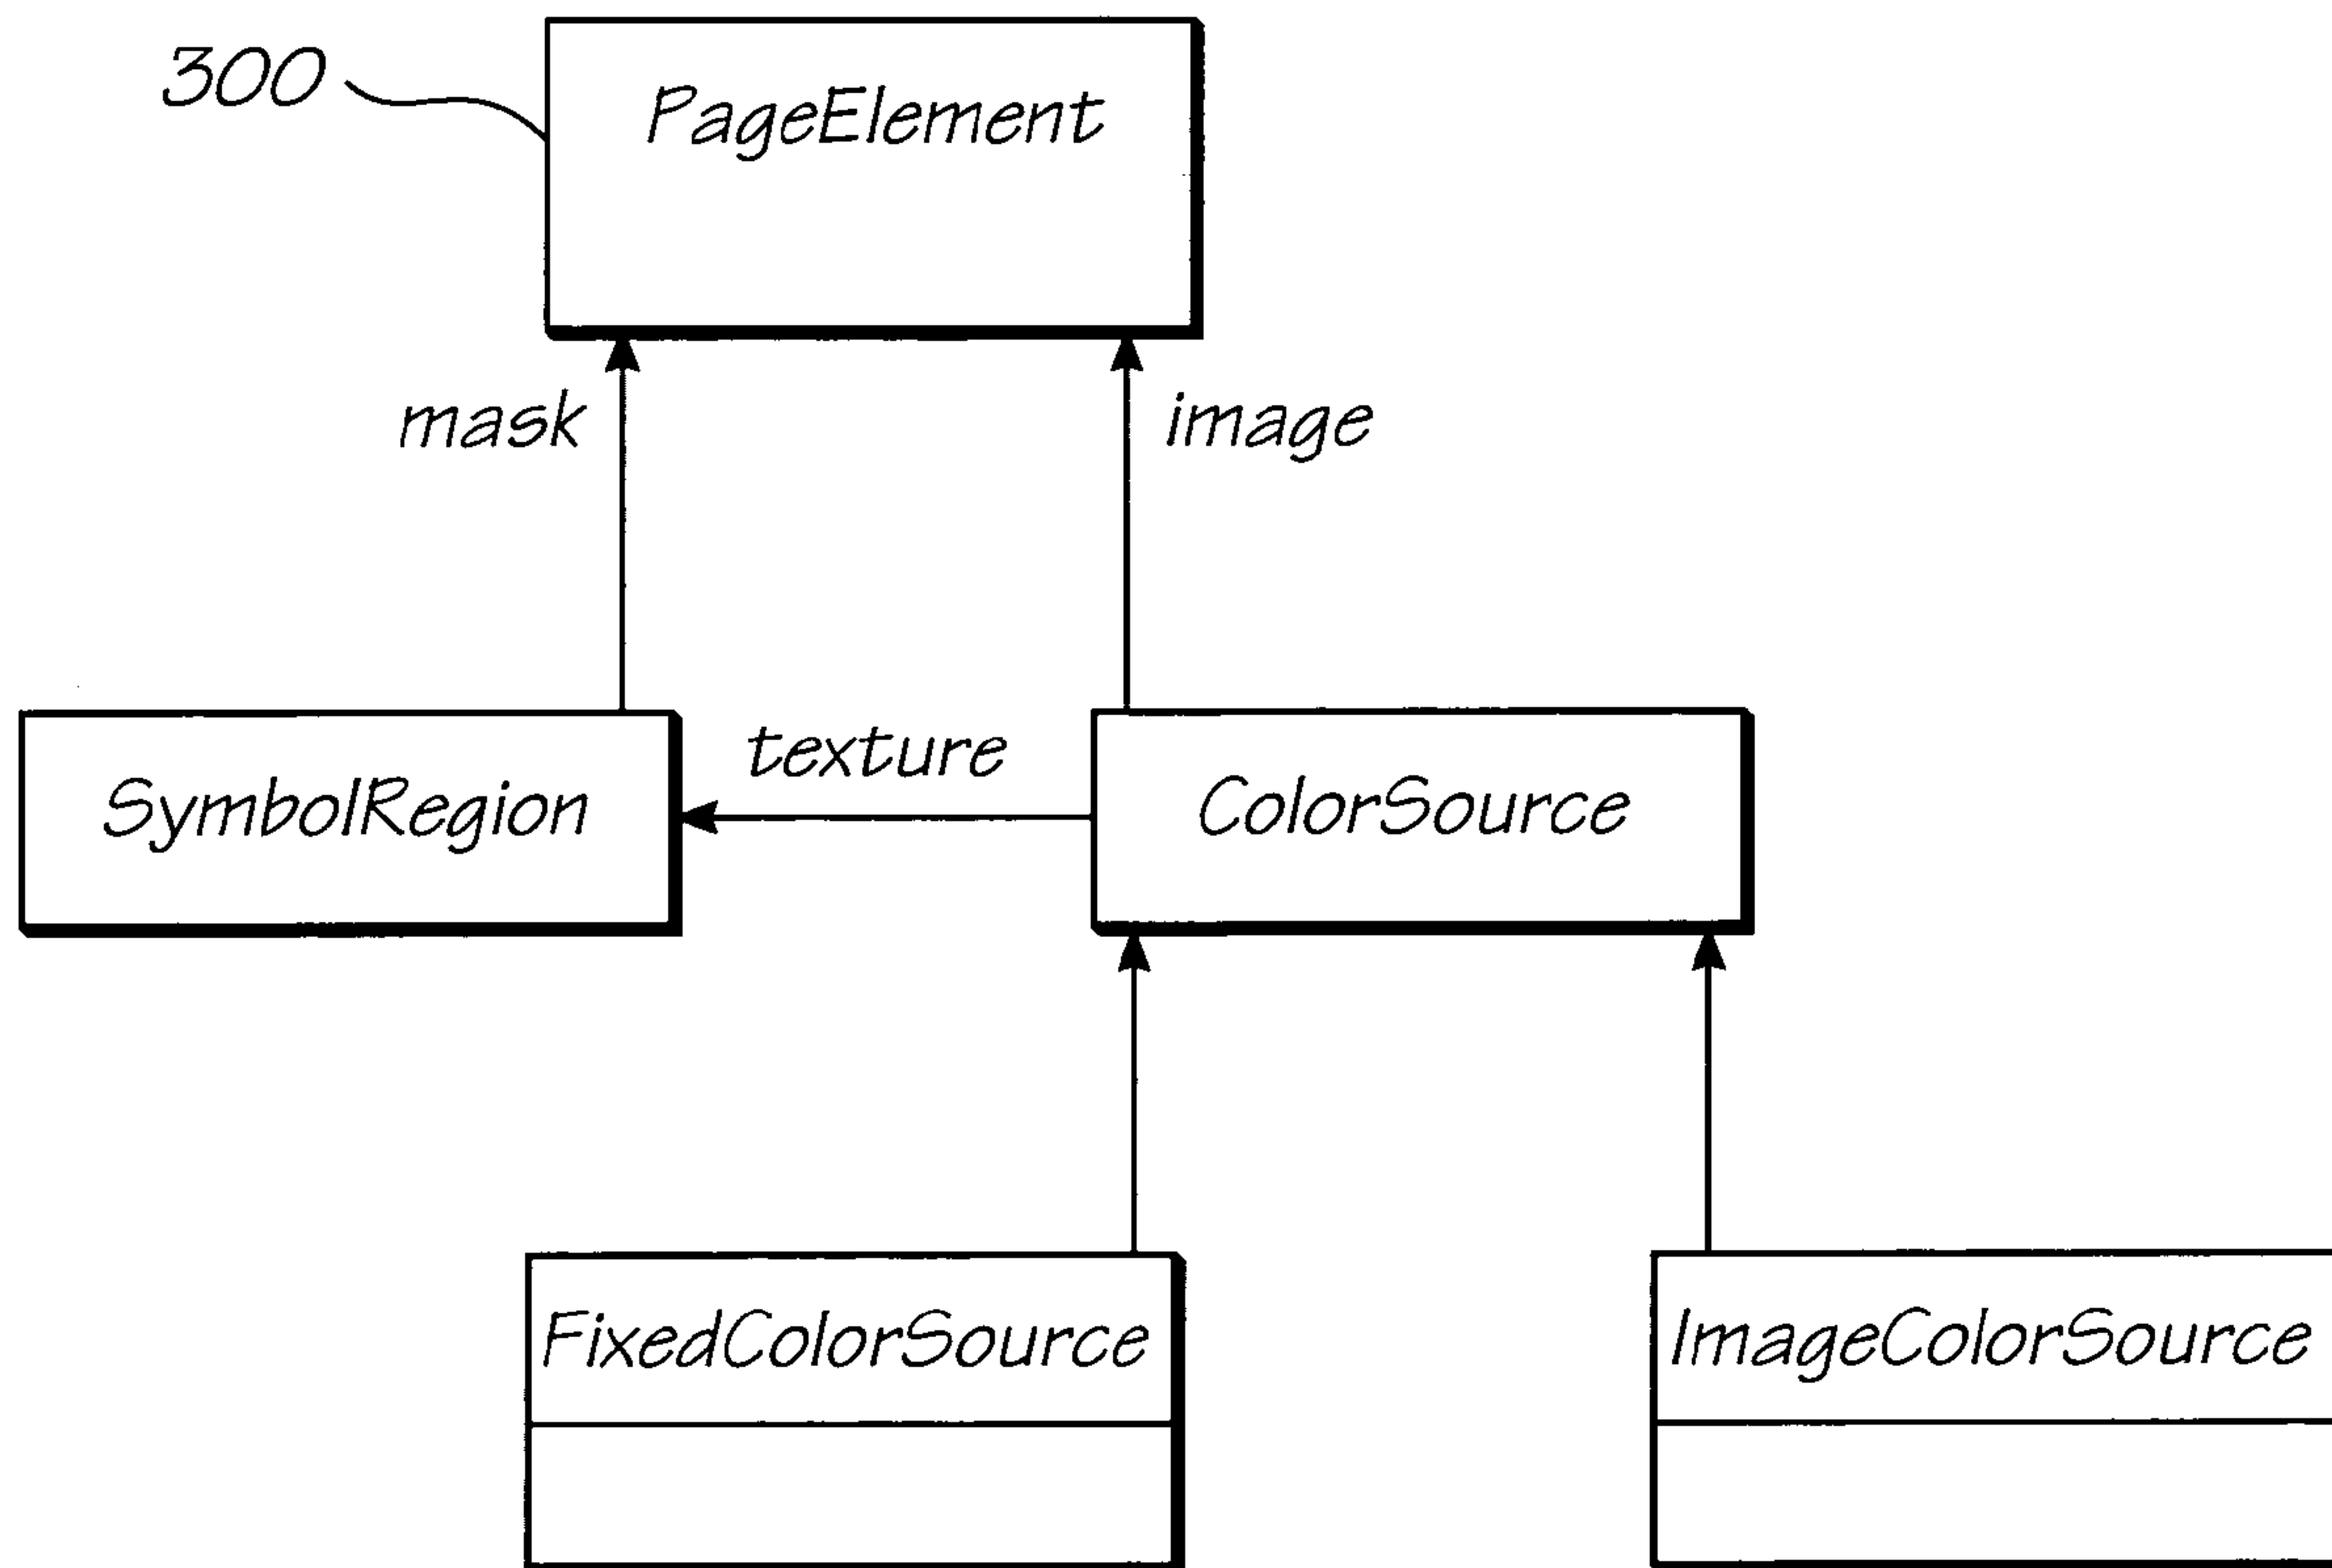 300
PageElement
mask
image
texture
SymbolRegion
ColorSource
FixedColorSource
ImageColorSource